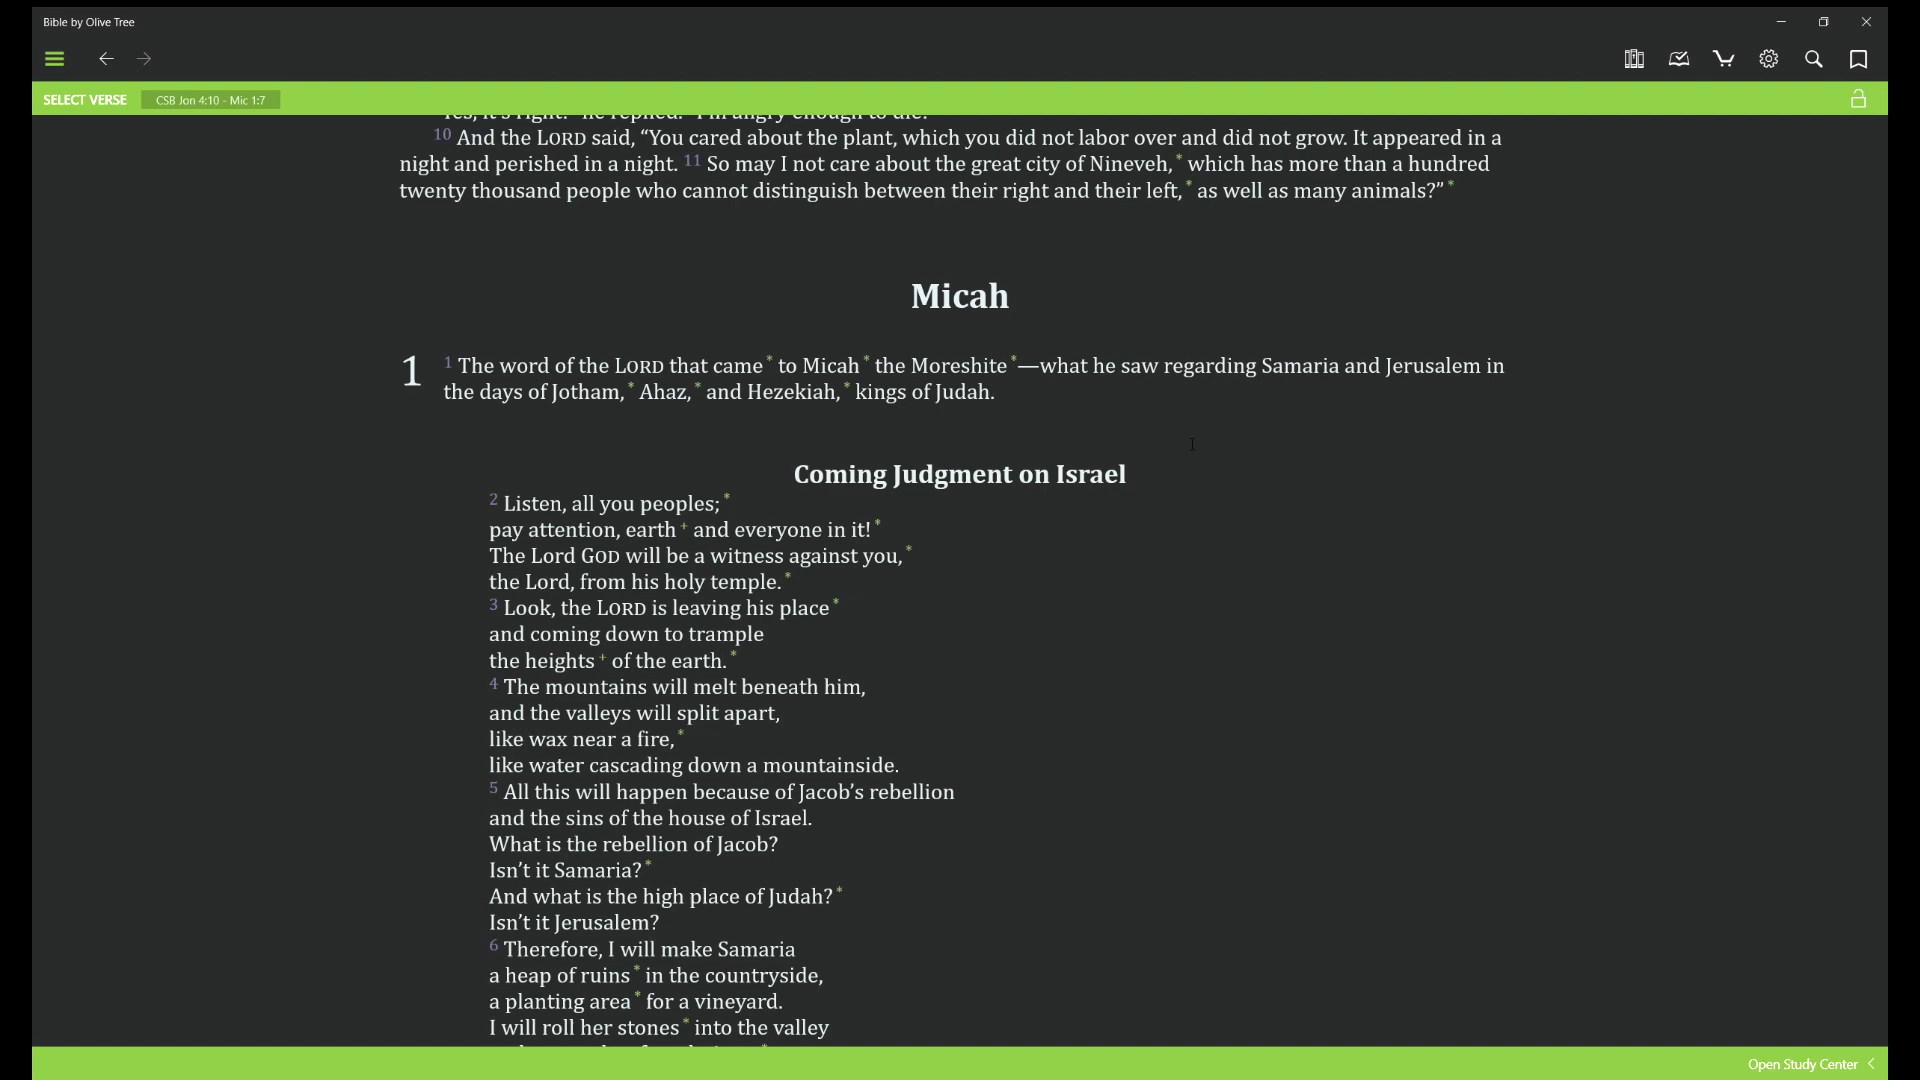 Bible by Olive Tree
SELECT VERSE CSB Jon 4:10 - Mic 1:7
10 And the LORD said, “You cared about the plant, which you did not labor over and did not grow. It appeared in a
night and perished in a night. 11 So may I not care about the great city of Nineveh,* which has more than a hundred
twenty thousand people who cannot distinguish between their right and their left,* as well as many animals?”*
Micah
1 1 The word of the LORD that came* to Micah* the Moreshite*—what he saw regarding Samaria and Jerusalem in
the days of Jotham,* Ahaz,* and Hezekiah,* kings of Judah.
Coming Judgment on Israel
2 Listen, all you peoples;*
pay attention, earth+ and everyone in it!*
The Lord GOD will be a witness against you,*
the Lord, from his holy temple.*
3 Look, the LORD is leaving his place*
and coming down to trample
the heights+ of the earth.*
4 The mountains will melt beneath him,
and the valleys will split apart,
like wax near a fire,*
like water cascading down a mountainside.
5 All this will happen because of Jacob’s rebellion
and the sins of the house of Israel.
What is the rebellion of Jacob?
Isn’t it Samaria?*
And what is the high place of Judah?*
Isn’t it Jerusalem?
6 Therefore, I will make Samaria
a heap of ruins* in the countryside,
a planting area* for a vineyard.
I will roll her stones* into the valley
Open Study Center